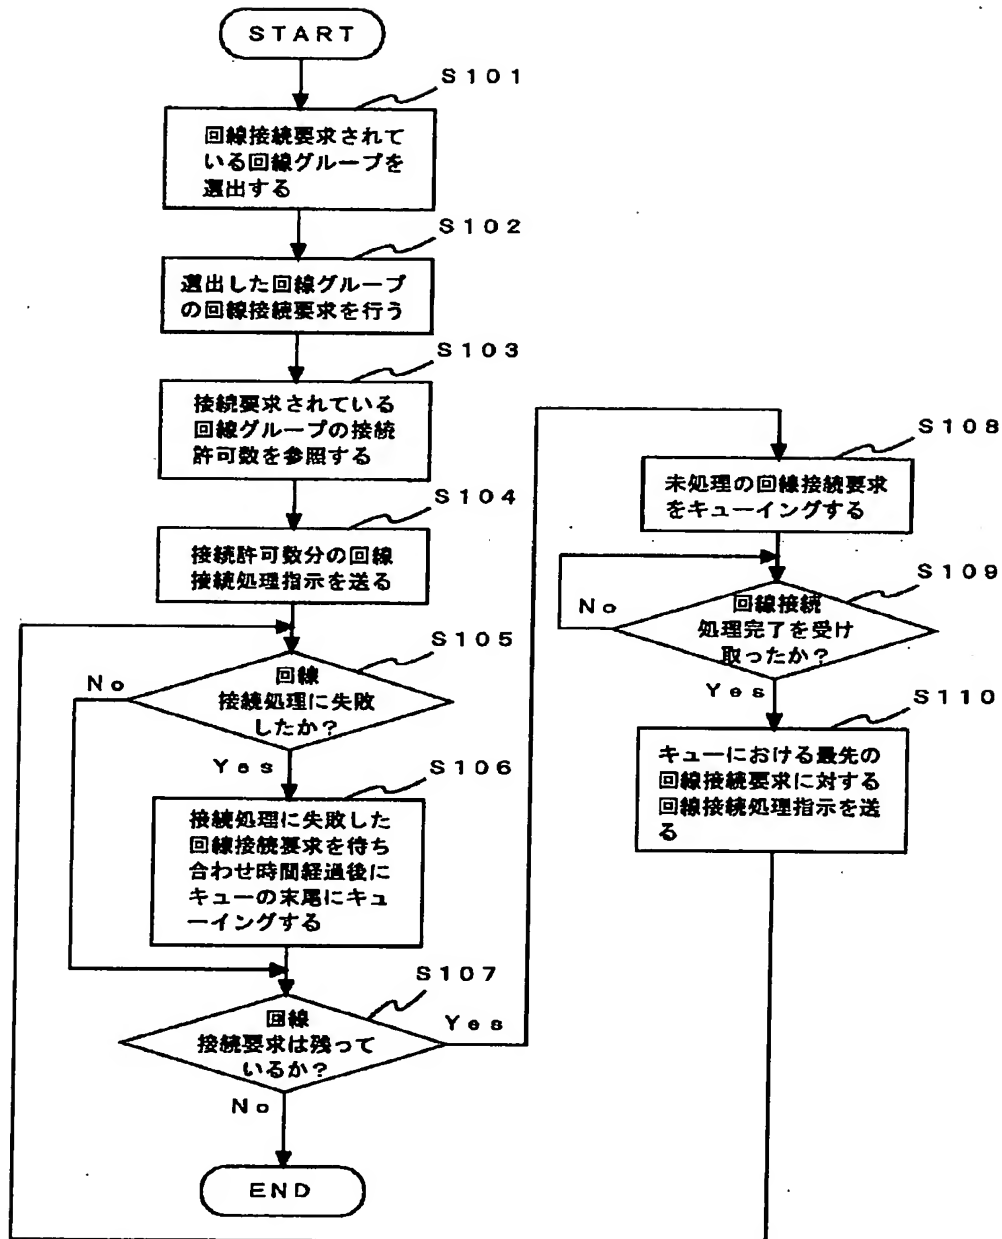 START
S101
回線接続要求されて
いる回線グループを
選出する
S102
選出した回線グループ
の回線接続要求を行う
S103
接続要求されている
回線グループの接続
許可数を参照する
S104
接続許可数分の回線
接続処理指示を送る
S105
回線
接続処理に失敗
したか?
No
Yes
S106
接続処理に失敗した
回線接続要求を待ち
合わせ時間経過後に
キューの末尾にキュ
ーイングする
S107
回線
接続要求は残って
いるか?
Yes
No
END
S108
未処理の回線接続要求
をキューイングする
S109
回線接続
処理完了を受け
取ったか?
No
Yes
S110
キューにおける最先の
回線接続要求に対する
回線接続処理指示を送
る